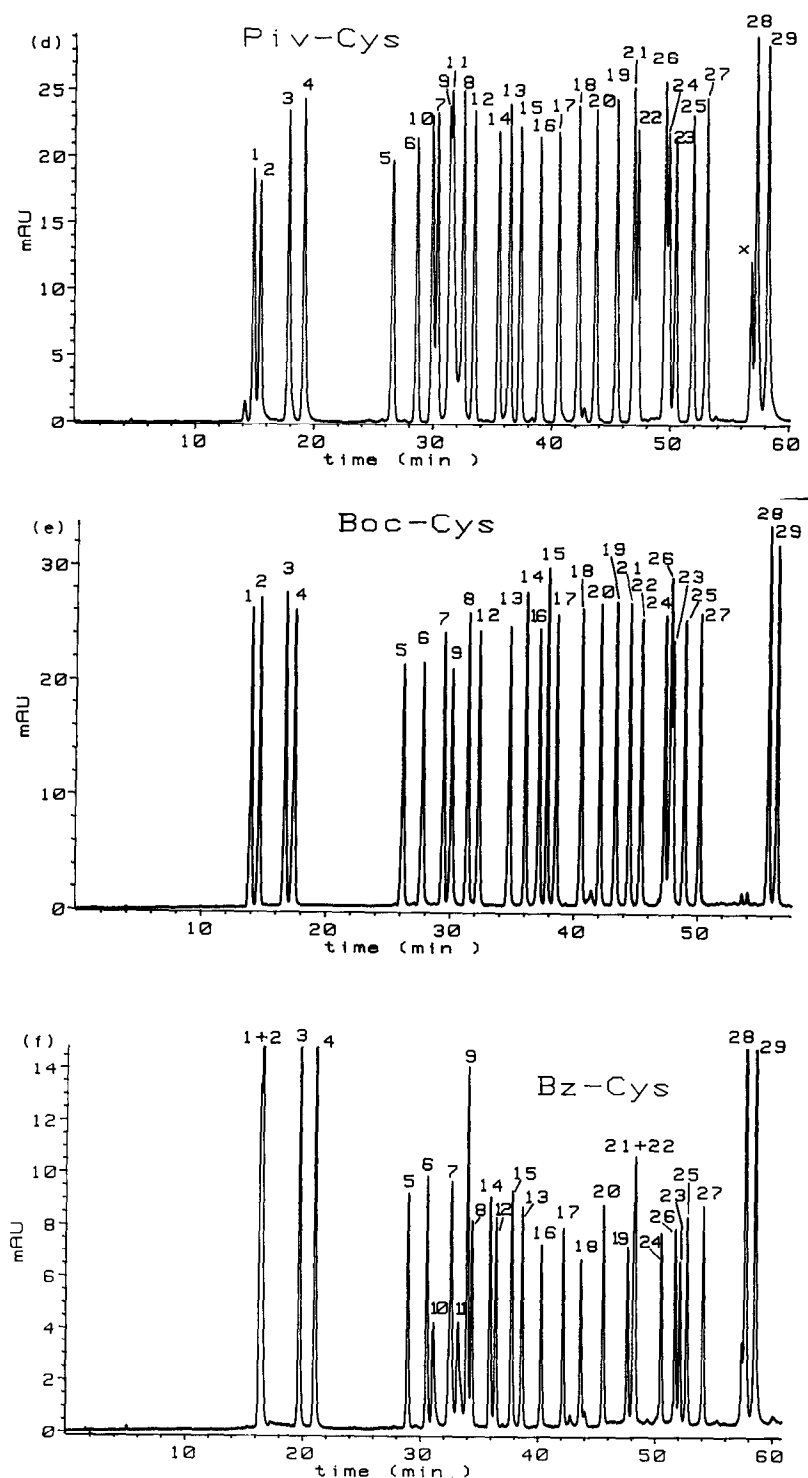 (d) Piv-Cys
28
29
11
9 8
21 26
13 18 19 24 27
3 4 7 12 15 17 20 25
10 14 16 22 23
6
5
1 2
x
25
20
15
10
5
0
mAU
10 20 30 40 50 60
time (min )
(e) Boc-Cys
28
29
15 19 26
14 18 21 23
3 8 22 25
2 7 12 13 16 17 20 24 27
1 4 6 9
5
30
20
10
0
mAU
10 20 30 40 50
time (min)
(f) Bz-Cys
1+2 3 4 9 28 29
21+22
6 15 25
5 7 14 13 20 23 27
8 12 17 26
16 18 19 24
10 11
14
12
10
8
6
4
2
0
mAU
10 20 30 40 50 60
time (min.)